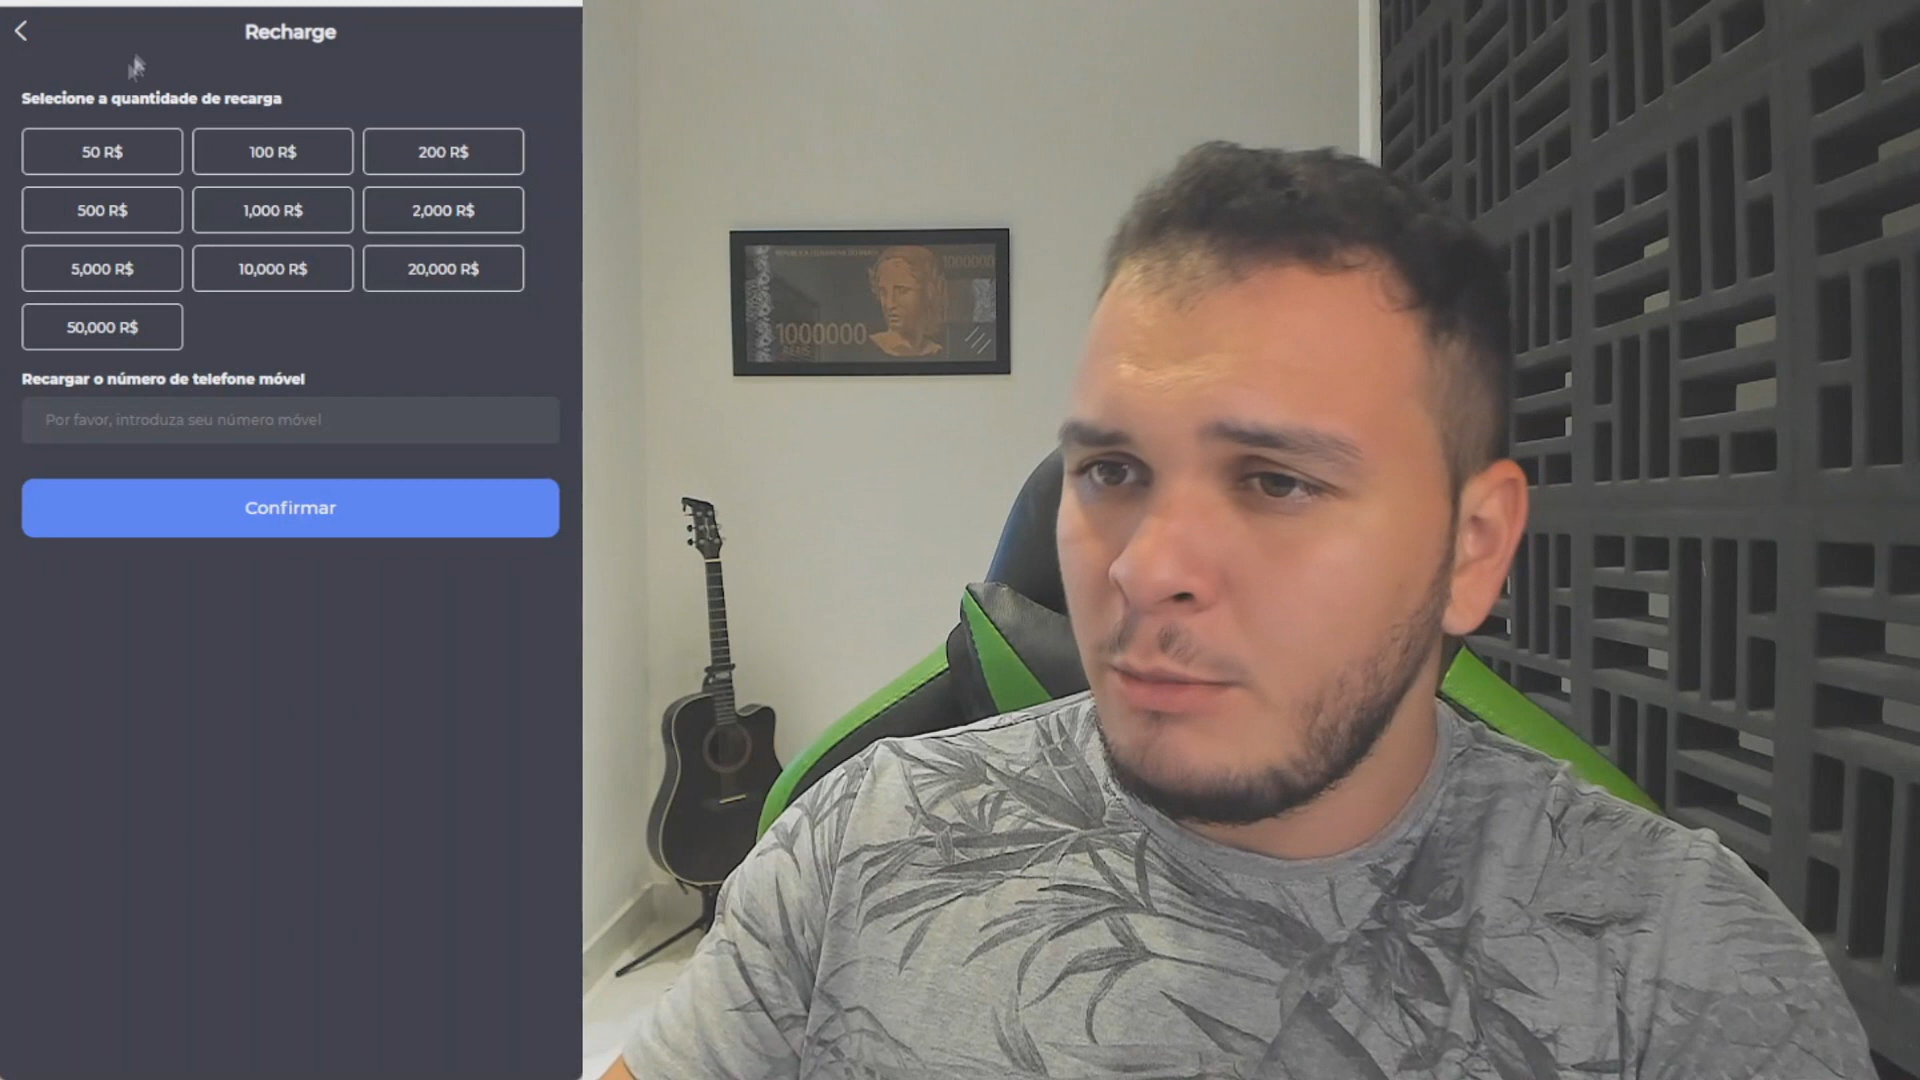 Recharge
Selecione a quantidade de recarga
50 R$
100 R$
200 R$
500 R$
1,000 R$
2,000 R$
5,000 R$
10,000 R$
20,000 R$
50,000 R$
Recargar o número de telefone móvel
Por favor, introduza seu número móvel
Confirmar
1000000
1000000
REAIS